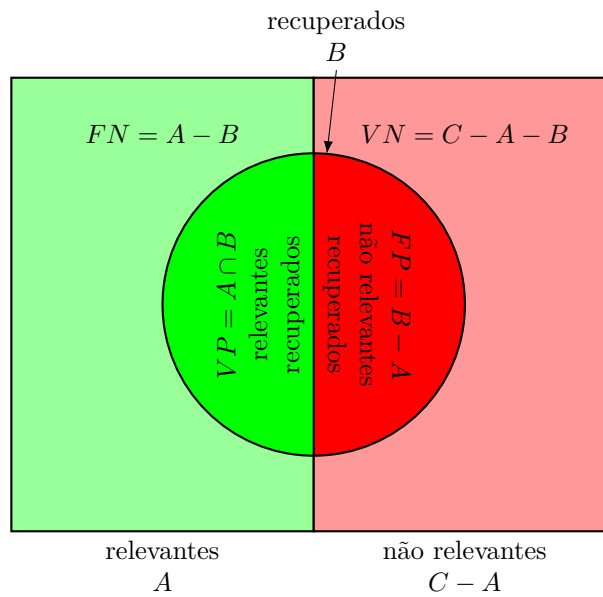 recuperados
B
FN = A − B
VN = C − A − B
VP = A ∩ B
relevantes
recuperados
FP = B − A
não relevantes
recuperados
relevantes
A
não relevantes
C − A